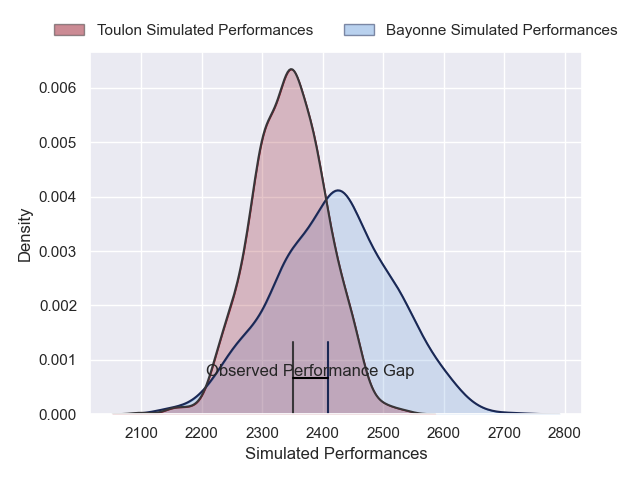 Toulon Simulated Performances
Bayonne Simulated Performances
0.006
0.005
0.004
0.003
0.002
0.001
0.000
Density
Observed Performance Gap
2100 2200 2300 2400 2500 2600 2700 2800
Simulated Performances